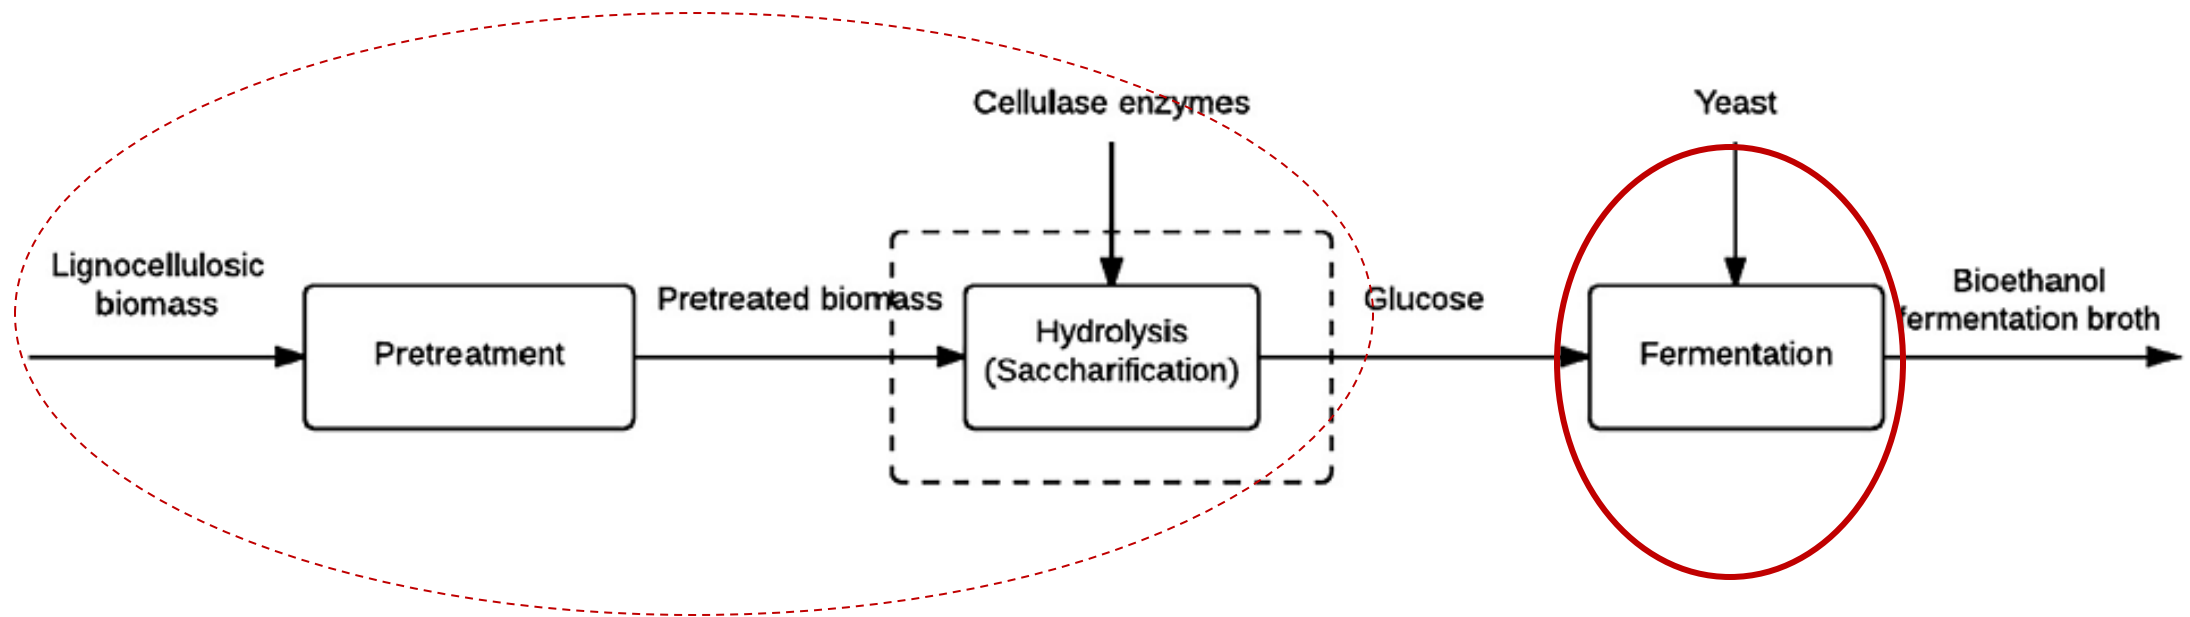 Cellulase enzymes
Yeast
Lignocellulosic
biomass
Pretreatment
Pretreated biomass
Hydrolysis
(Saccharification)
Glucose
Fermentation
Bioethanol
fermentation broth